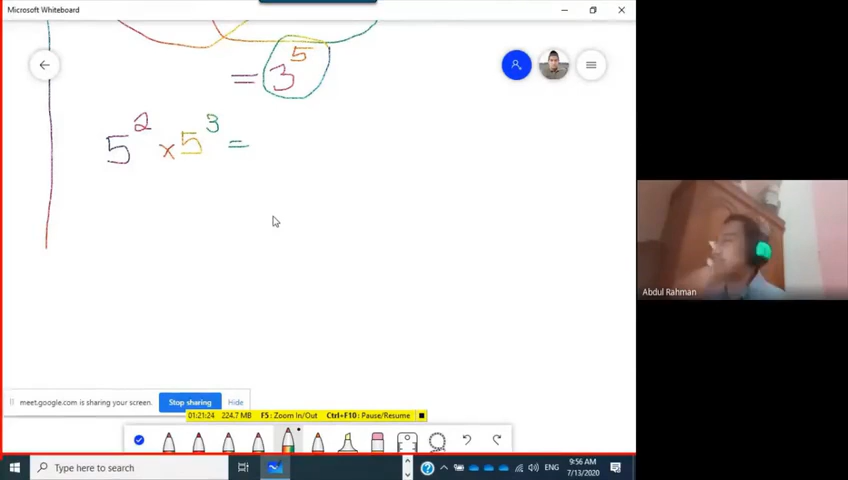 Microsoft Whiteboard
= 3^5
5^2 × 5^3 =
Abdul Rahman
meet.google.com is sharing your screen.
Stop sharing
Hide
01:21:24 224.7 MB F5: Zoom In/Out Ctrl+F10: Pause/Resume
Type here to search
ENG
9:56 AM
7/13/2020